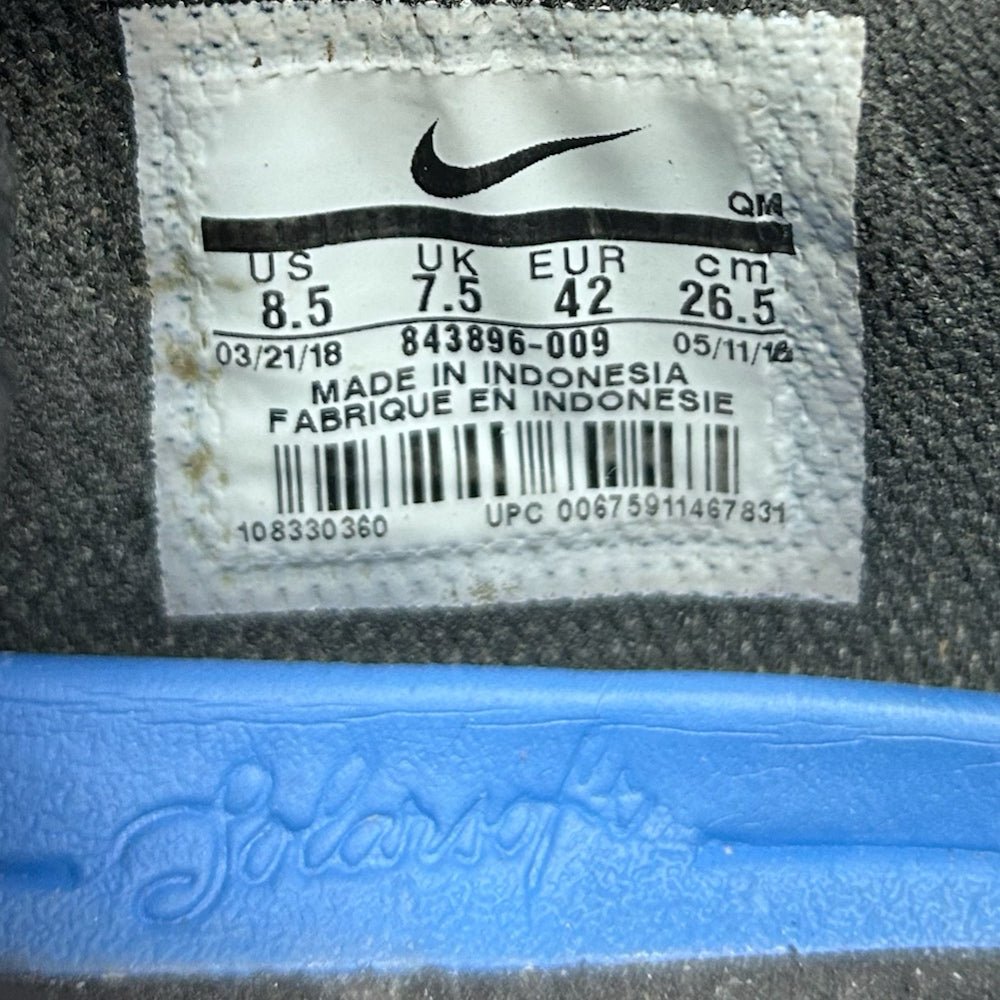 QM
US UK EUR cm
8.5 7.5 42 26.5
03/21/18 843896-009 05/11/18
MADE IN INDONESIA
FABRIQUE EN INDONESIE
108330360 UPC 00675911467831
Solarsoft